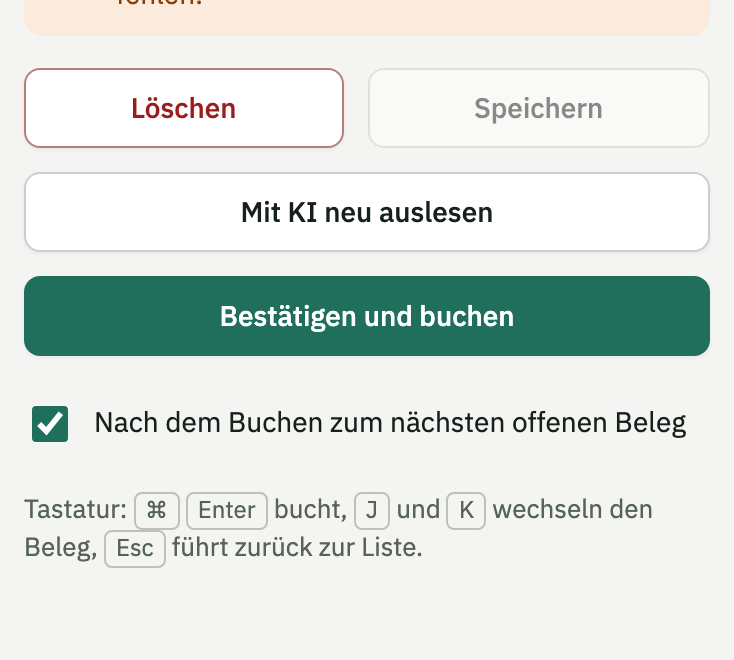 fehlen.
Löschen
Speichern
Mit KI neu auslesen
Bestätigen und buchen
Nach dem Buchen zum nächsten offenen Beleg
Tastatur: ⌘ Enter bucht, J und K wechseln den
Beleg, Esc führt zurück zur Liste.